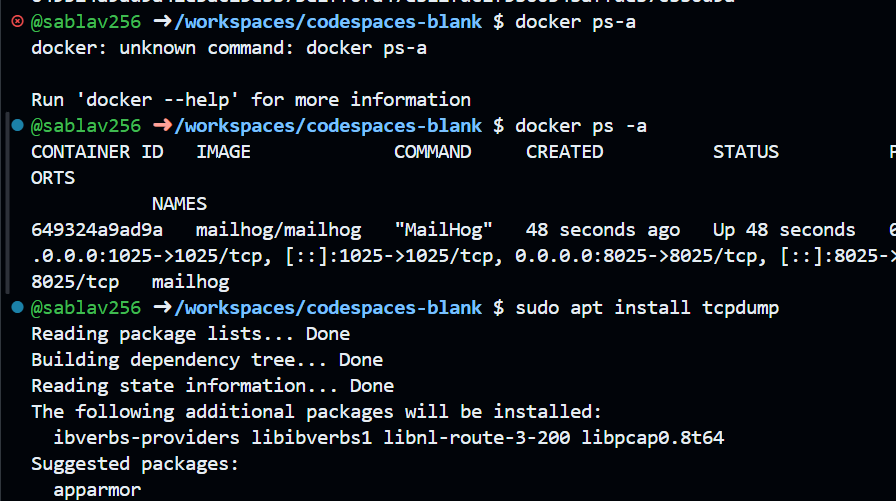 @sablav256 ➜/workspaces/codespaces-blank $ docker ps-a
docker: unknown command: docker ps-a
Run 'docker --help' for more information
@sablav256 ➜/workspaces/codespaces-blank $ docker ps -a
CONTAINER ID   IMAGE             COMMAND     CREATED          STATUS          P
ORTS
NAMES
649324a9ad9a   mailhog/mailhog   "MailHog"   48 seconds ago   Up 48 seconds   0
.0.0.0:1025->1025/tcp, [::]:1025->1025/tcp, 0.0.0.0:8025->8025/tcp, [::]:8025->
8025/tcp   mailhog
@sablav256 ➜/workspaces/codespaces-blank $ sudo apt install tcpdump
Reading package lists... Done
Building dependency tree... Done
Reading state information... Done
The following additional packages will be installed:
ibverbs-providers libibverbs1 libnl-route-3-200 libpcap0.8t64
Suggested packages:
apparmor